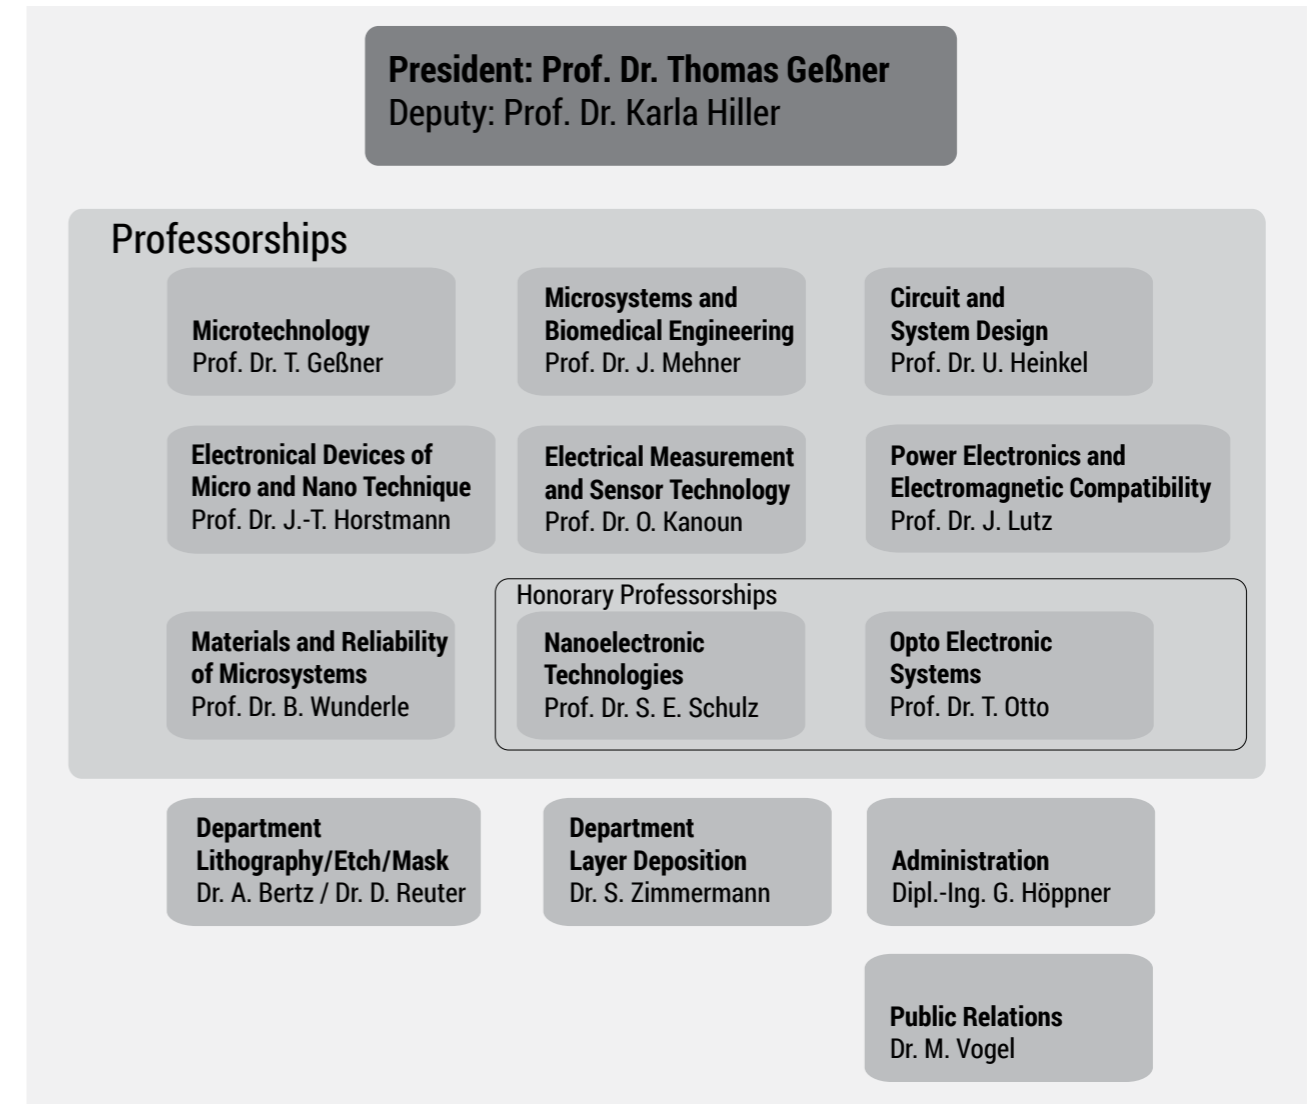 President: Prof. Dr. Thomas Geßner
Deputy: Prof. Dr. Karla Hiller
Professorships
Microtechnology
Prof. Dr. T. Geßner
Microsystems and
Biomedical Engineering
Prof. Dr. J. Mehner
Circuit and
System Design
Prof. Dr. U. Heinkel
Electronical Devices of
Micro and Nano Technique
Prof. Dr. J.-T. Horstmann
Electrical Measurement
and Sensor Technology
Prof. Dr. O. Kanoun
Power Electronics and
Electromagnetic Compatibility
Prof. Dr. J. Lutz
Materials and Reliability
of Microsystems
Prof. Dr. B. Wunderle
Honorary Professorships
Nanoelectronic
Technologies
Prof. Dr. S. E. Schulz
Opto Electronic
Systems
Prof. Dr. T. Otto
Department
Lithography/Etch/Mask
Dr. A. Bertz / Dr. D. Reuter
Department
Layer Deposition
Dr. S. Zimmermann
Administration
Dipl.-Ing. G. Höppner
Public Relations
Dr. M. Vogel